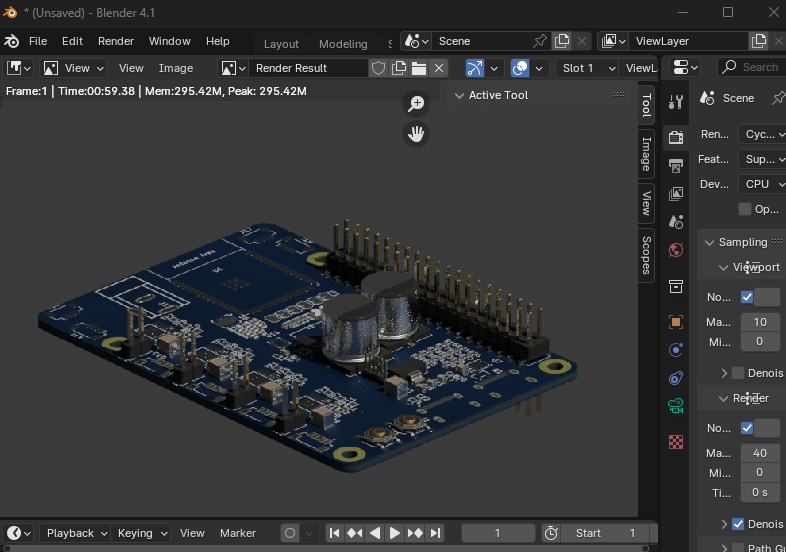 * (Unsaved) - Blender 4.1
File Edit Render Window Help Layout Modeling S Scene ViewLayer
View View Image Render Result Slot 1 ViewL Search
Frame:1 | Time:00:59.38 | Mem:295.42M, Peak: 295.42M
Active Tool
Tool
Image
View
Scopes
Scene
Ren... Cyc...
Feat... Sup...
Dev... CPU
Op...
Sampling
Viewport
No...
Ma... 10
Mi... 0
Denois
Render
No...
Ma... 40
Mi... 0
Ti... 0 s
Denois
Path Gu
Playback Keying View Marker 1 Start 1